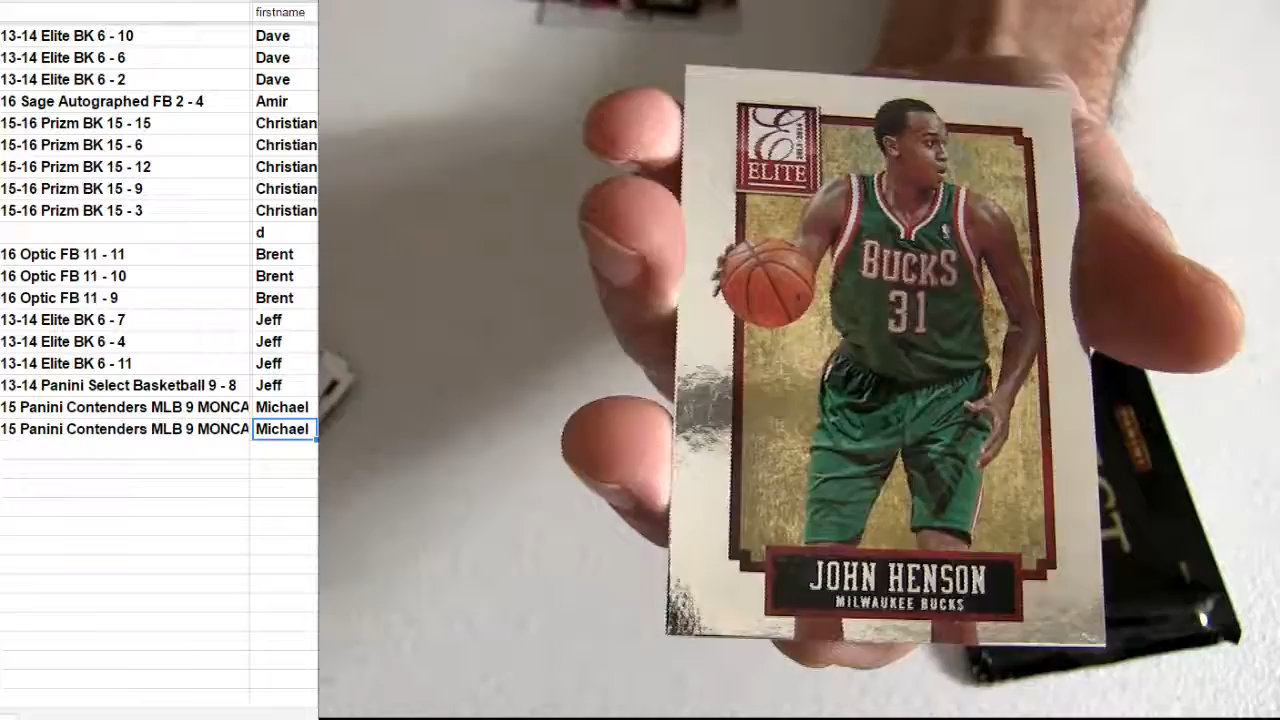 firstname
13-14 Elite BK 6 - 10 Dave
13-14 Elite BK 6 - 6 Dave
13-14 Elite BK 6 - 2 Dave
16 Sage Autographed FB 2 - 4 Amir
15-16 Prizm BK 15 - 15 Christian
15-16 Prizm BK 15 - 6 Christian
15-16 Prizm BK 15 - 12 Christian
15-16 Prizm BK 15 - 9 Christian
15-16 Prizm BK 15 - 3 Christian
d
16 Optic FB 11 - 11 Brent
16 Optic FB 11 - 10 Brent
16 Optic FB 11 - 9 Brent
13-14 Elite BK 6 - 7 Jeff
13-14 Elite BK 6 - 4 Jeff
13-14 Elite BK 6 - 11 Jeff
13-14 Panini Select Basketball 9 - 8 Jeff
15 Panini Contenders MLB 9 MONCA Michael
15 Panini Contenders MLB 9 MONCA Michael
E
2013-2014
ELITE
BUCKS
31
JOHN HENSON
MILWAUKEE BUCKS
PANINI